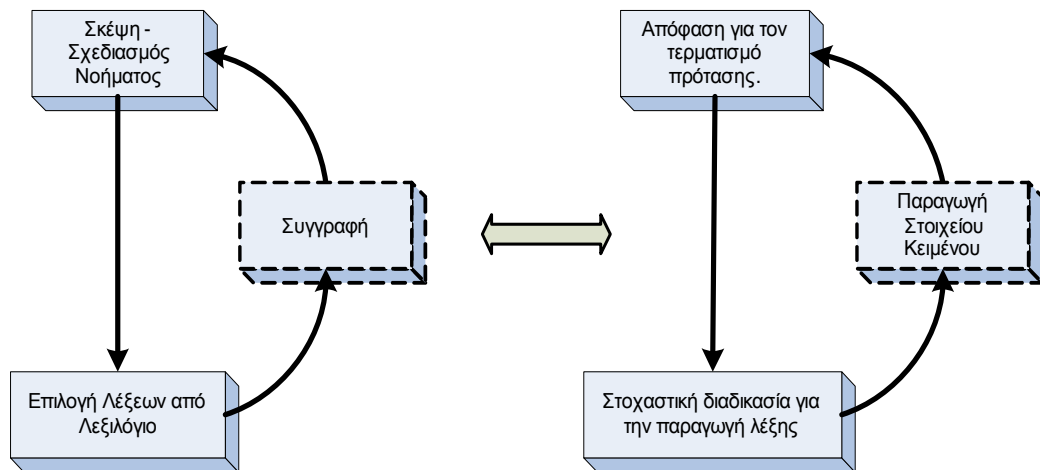 Σκέψη -
Σχεδιασμός
Νοήματος
Συγγραφή
Επιλογή Λέξεων από
Λεξιλόγιο
Απόφαση για τον
τερματισμό
πρότασης.
Παραγωγή
Στοιχείου
Κειμένου
Στοχαστική διαδικασία για
την παραγωγή λέξης